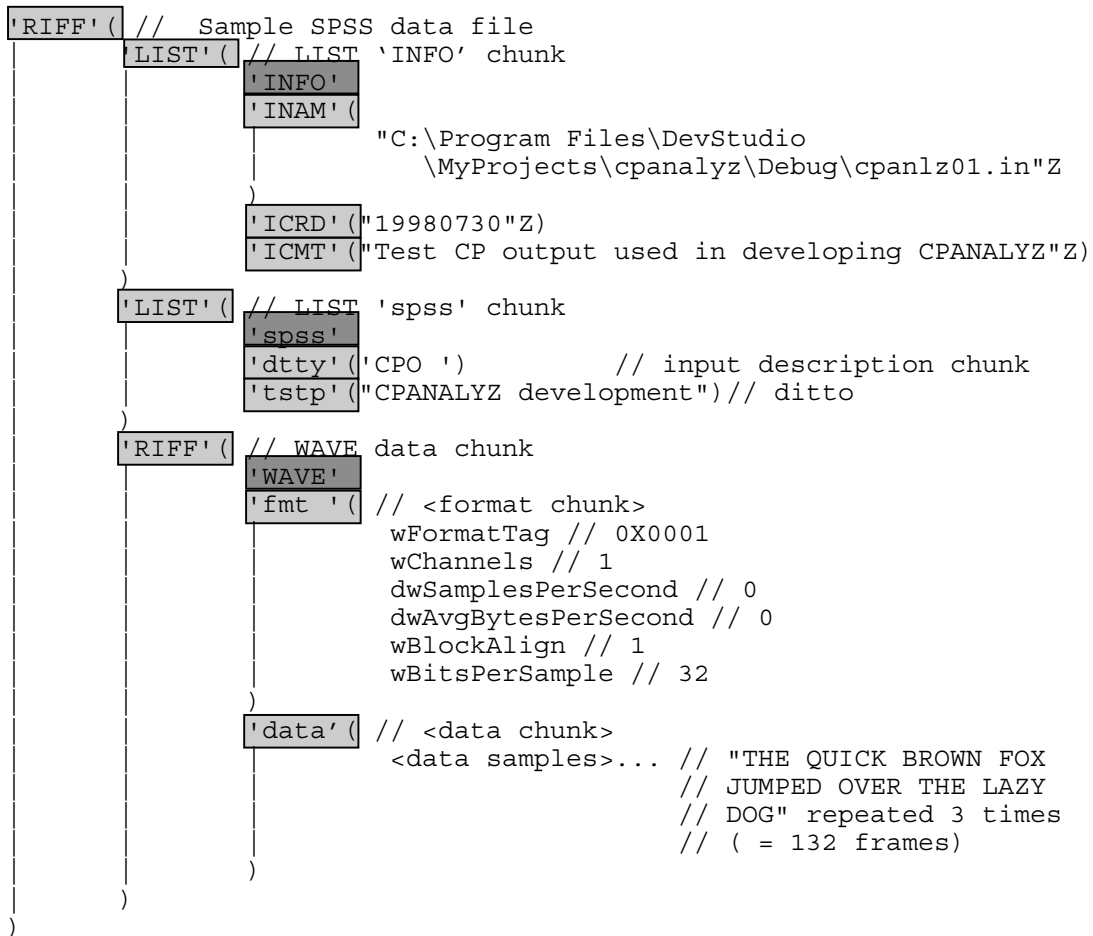 'RIFF'( //  Sample SPSS data file
'LIST'( // LIST ‘INFO’ chunk
'INFO'
'INAM'(
"C:\Program Files\DevStudio
\MyProjects\cpanalyz\Debug\cpanlz01.in"Z
)
'ICRD'("19980730"Z)
'ICMT'("Test CP output used in developing CPANALYZ"Z)
)
'LIST'( // LIST 'spss' chunk
'spss'
'dtty'('CPO ')          // input description chunk
'tstp'("CPANALYZ development")// ditto
)
'RIFF'( // WAVE data chunk
'WAVE'
'fmt '( // <format chunk>
wFormatTag // 0X0001
wChannels // 1
dwSamplesPerSecond // 0
dwAvgBytesPerSecond // 0
wBlockAlign // 1
wBitsPerSample // 32
)
'data’( // <data chunk>
<data samples>... // "THE QUICK BROWN FOX
// JUMPED OVER THE LAZY
// DOG" repeated 3 times
// ( = 132 frames)
)
)
)